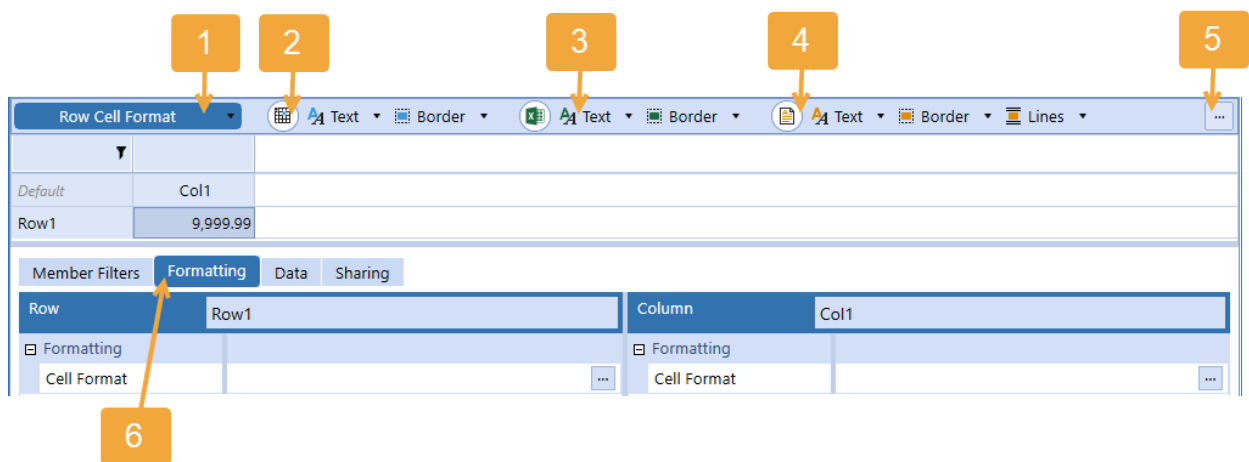 1 2 3 4 5
Row Cell Format Text Border Text Border Text Border Lines ...
Default Col1
Row1 9,999.99
Member Filters Formatting Data Sharing
Row Row1 Column Col1
Formatting Formatting
Cell Format ... Cell Format ...
6